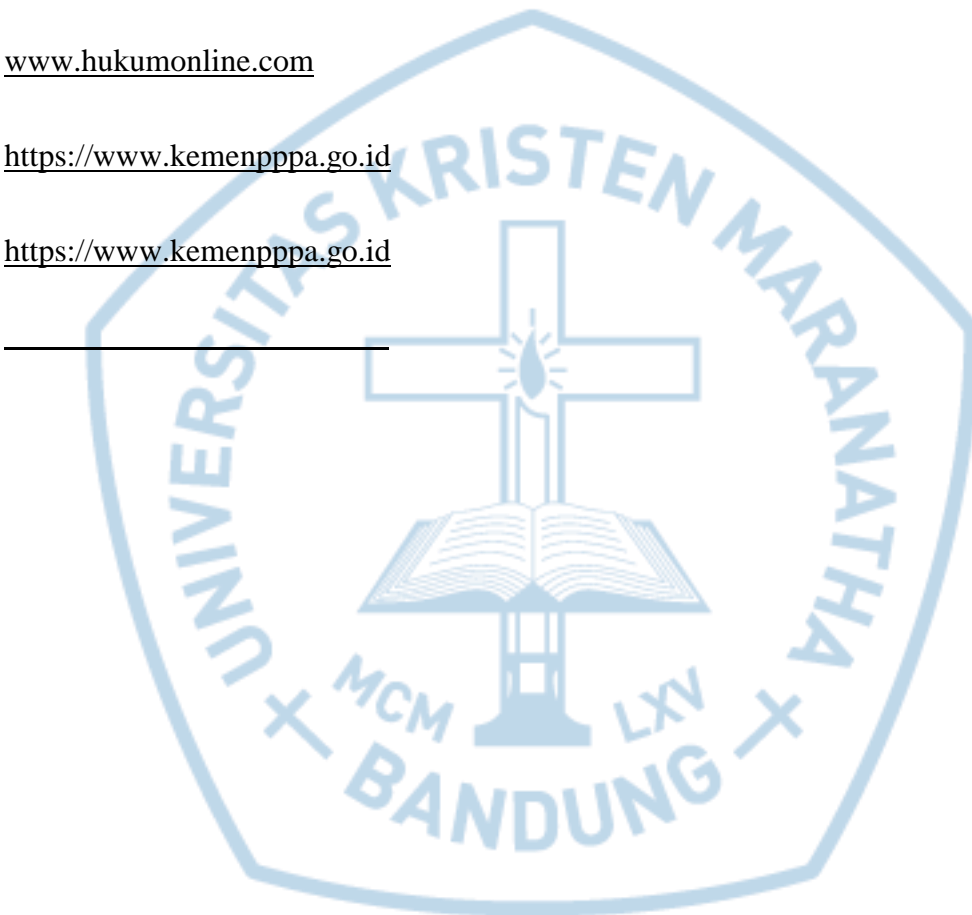 www.hukumonline.com
https://www.kemenpppa.go.id
https://www.kemenpppa.go.id
UNIVERSITAS KRISTEN MARANATHA
MCM LXV
BANDUNG